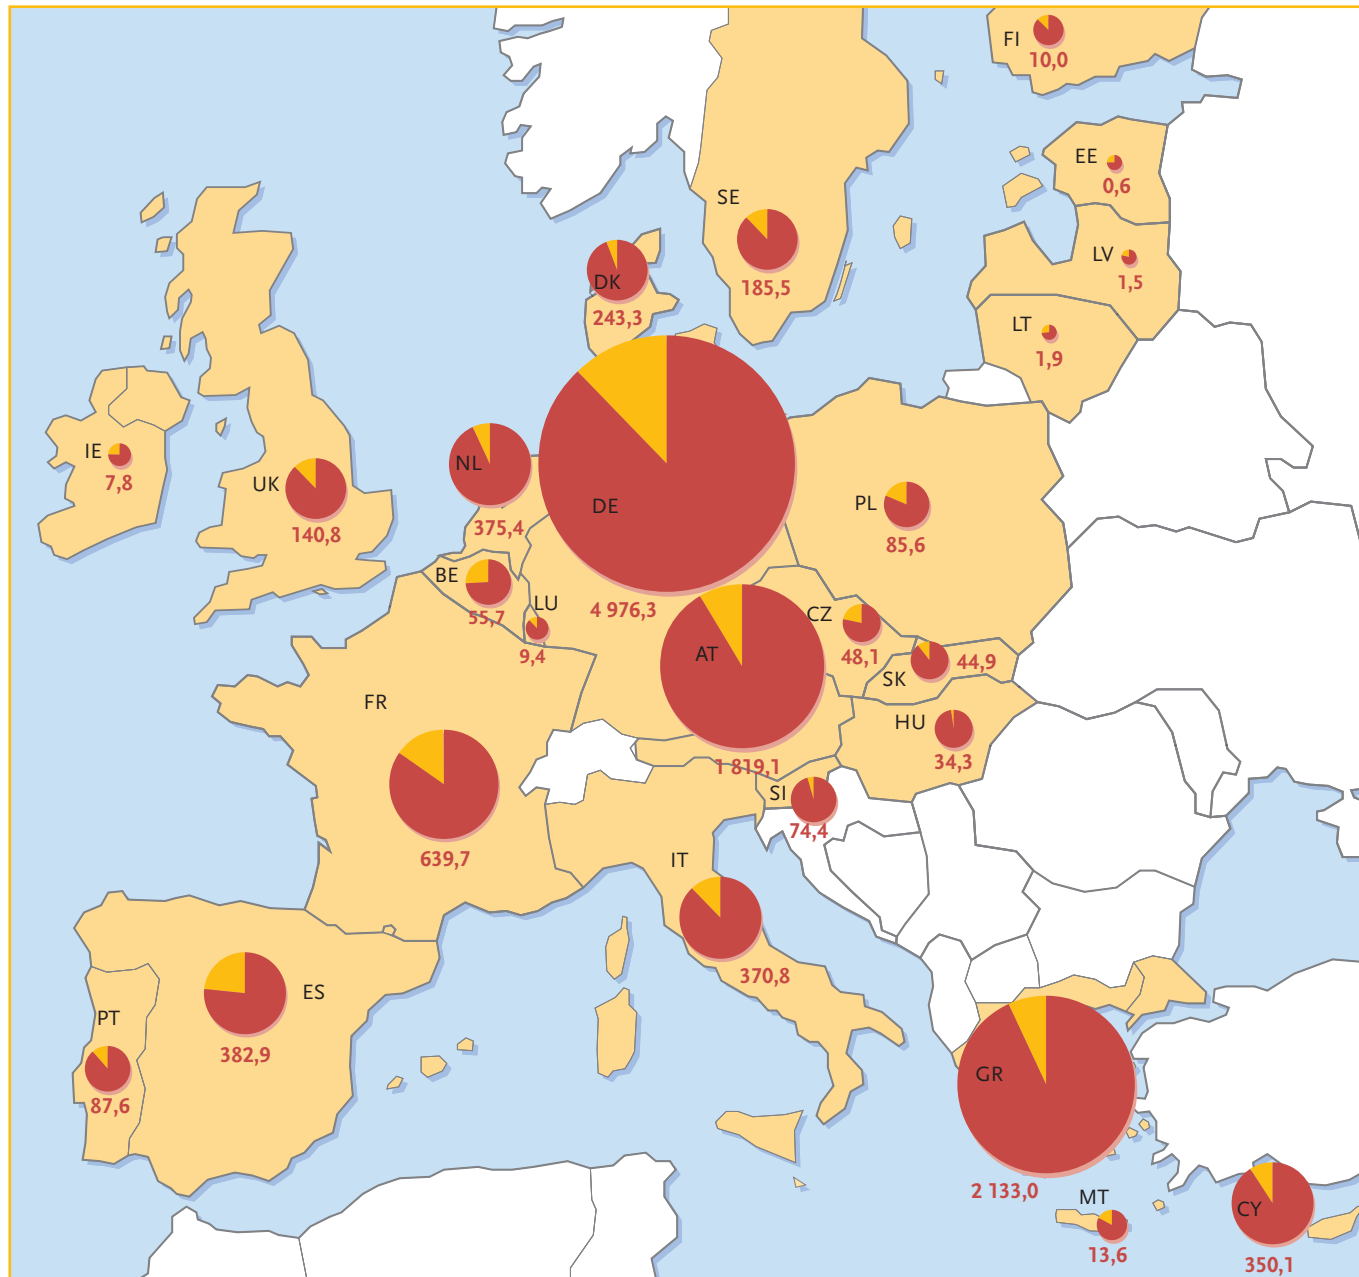 FI
10,0
EE
0,6
SE
185,5
LV
1,5
DK
243,3
LT
1,9
IE
7,8
UK
140,8
NL
375,4
DE
4 976,3
PL
85,6
BE
55,7
LU
9,4
CZ
48,1
AT
1 819,1
SK
44,9
FR
639,7
HU
34,3
SI
74,4
IT
370,8
ES
382,9
PT
87,6
GR
2 133,0
MT
13,6
CY
350,1